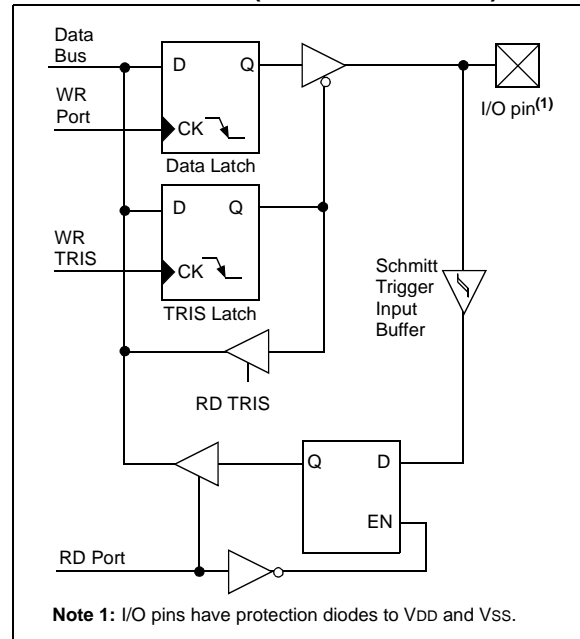 Data
Bus
D
Q
WR
Port
CK
Data Latch
I/O pin(1)
D
Q
WR
TRIS
CK
TRIS Latch
Schmitt
Trigger
Input
Buffer
RD TRIS
Q
D
EN
RD Port
Note 1: I/O pins have protection diodes to VDD and VSS.